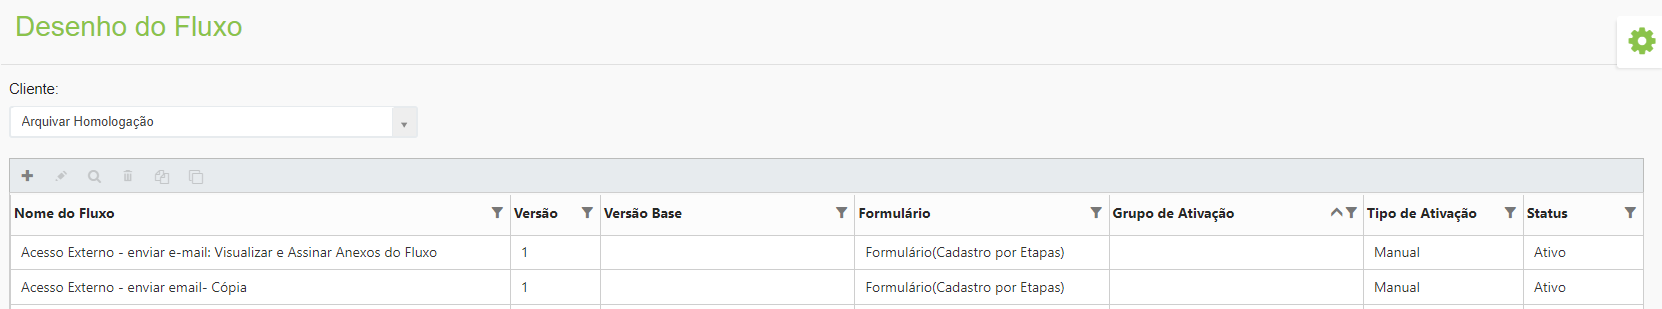 Desenho do Fluxo
Cliente:
Arquivar Homologação
Nome do Fluxo Versão Versão Base Formulário Grupo de Ativação Tipo de Ativação Status
Acesso Externo - enviar e-mail: Visualizar e Assinar Anexos do Fluxo 1 Formulário(Cadastro por Etapas) Manual Ativo
Acesso Externo - enviar email- Cópia 1 Formulário(Cadastro por Etapas) Manual Ativo